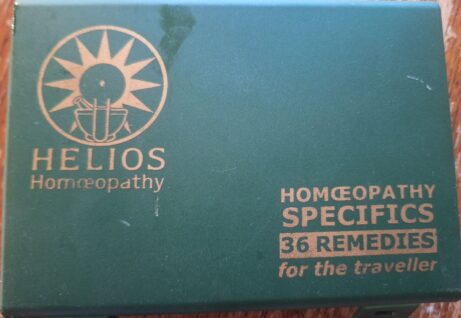 HELIOS
Homœopathy
HOMŒOPATHY
SPECIFICS
36 REMEDIES
for the traveller